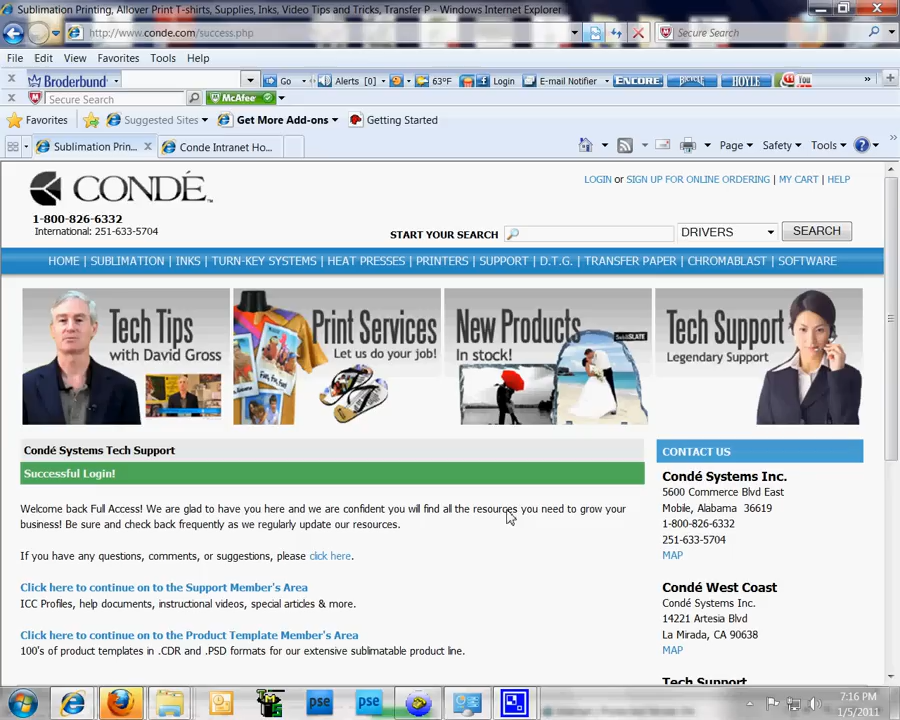 Sublimation Printing, Allover Print T-shirts, Supplies, Inks, Video Tips and Tricks, Transfer P - Windows Internet Explorer
http://www.conde.com/success.php
Secure Search
File Edit View Favorites Tools Help
Broderbund Go Alerts [0] 63°F Login E-mail Notifier ENCORE BICYCLE HOYLE You
Secure Search McAfee
Favorites Suggested Sites Get More Add-ons Getting Started
Sublimation Prin... Conde Intranet Ho... Page Safety Tools
CONDÉ
LOGIN or SIGN UP FOR ONLINE ORDERING | MY CART | HELP
1-800-826-6332
International: 251-633-5704
START YOUR SEARCH DRIVERS SEARCH
HOME | SUBLIMATION | INKS | TURN-KEY SYSTEMS | HEAT PRESSES | PRINTERS | SUPPORT | D.T.G. | TRANSFER PAPER | CHROMABLAST | SOFTWARE
Tech Tips
with David Gross
Print Services
Let us do your job!
New Products
In stock!
Tech Support
Legendary Support
Condé Systems Tech Support
Successful Login!
Welcome back Full Access! We are glad to have you here and we are confident you will find all the resources you need to grow your
business! Be sure and check back frequently as we regularly update our resources.
If you have any questions, comments, or suggestions, please click here.
Click here to continue on to the Support Member's Area
ICC Profiles, help documents, instructional videos, special articles & more.
Click here to continue on to the Product Template Member's Area
100's of product templates in .CDR and .PSD formats for our extensive sublimatable product line.
CONTACT US
Condé Systems Inc.
5600 Commerce Blvd East
Mobile, Alabama 36619
1-800-826-6332
251-633-5704
MAP
Condé West Coast
Condé Systems Inc.
14221 Artesia Blvd
La Mirada, CA 90638
MAP
Tech Support
pse pse
7:16 PM
1/5/2011